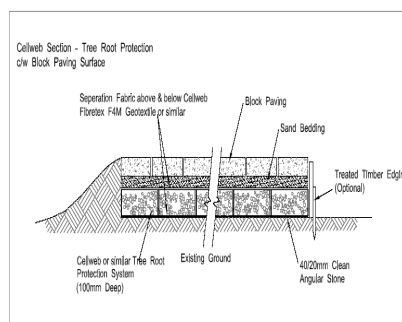 Cellweb Section - Tree Root Protection
c/w Block Paving Surface
Seperation Fabric above & below Cellweb
Fibretex F4M Geotextile or similar
Block Paving
Sand Bedding
Treated Timber Edgin
(Optional)
Cellweb or similar Tree Root
Protection System
(100mm Deep)
Existing Ground
40/20mm Clean
Angular Stone